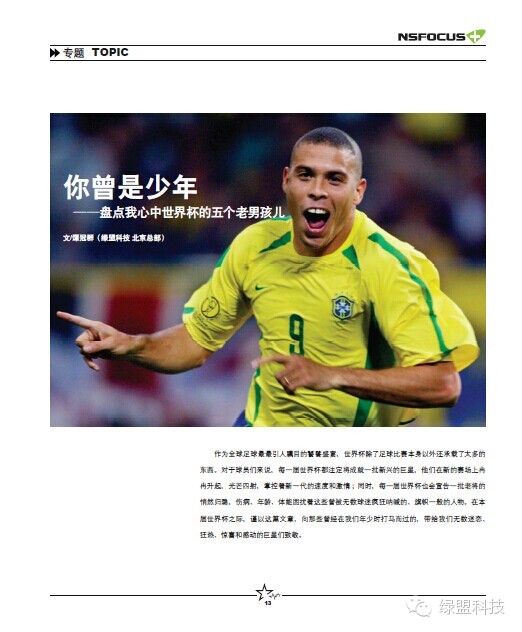 NSFOCUS
专题 TOPIC
你曾是少年
——盘点我心中世界杯的五个老男孩儿
文/谭冠群（绿盟科技 北京总部）
9
作为全球足球最最引人瞩目的饕餮盛宴，世界杯除了足球比赛本身以外还承载了太多的
东西。对于球员们来说，每一届世界杯都注定将成就一批新兴的巨星，他们在新的赛场上冉
冉升起，光芒四射，掌控着新一代的速度和激情；同时，每一届世界杯也会宣告一批老将的
悄然归隐，伤病、年龄、体能困扰着这些曾被无数球迷疯狂呐喊的、旗帜一般的人物。在本
届世界杯之际，谨以这篇文章，向那些曾经在我们年少时打马而过的，带给我们无数迷恋、
狂热、惊喜和感动的巨星们致敬。
13
绿盟科技